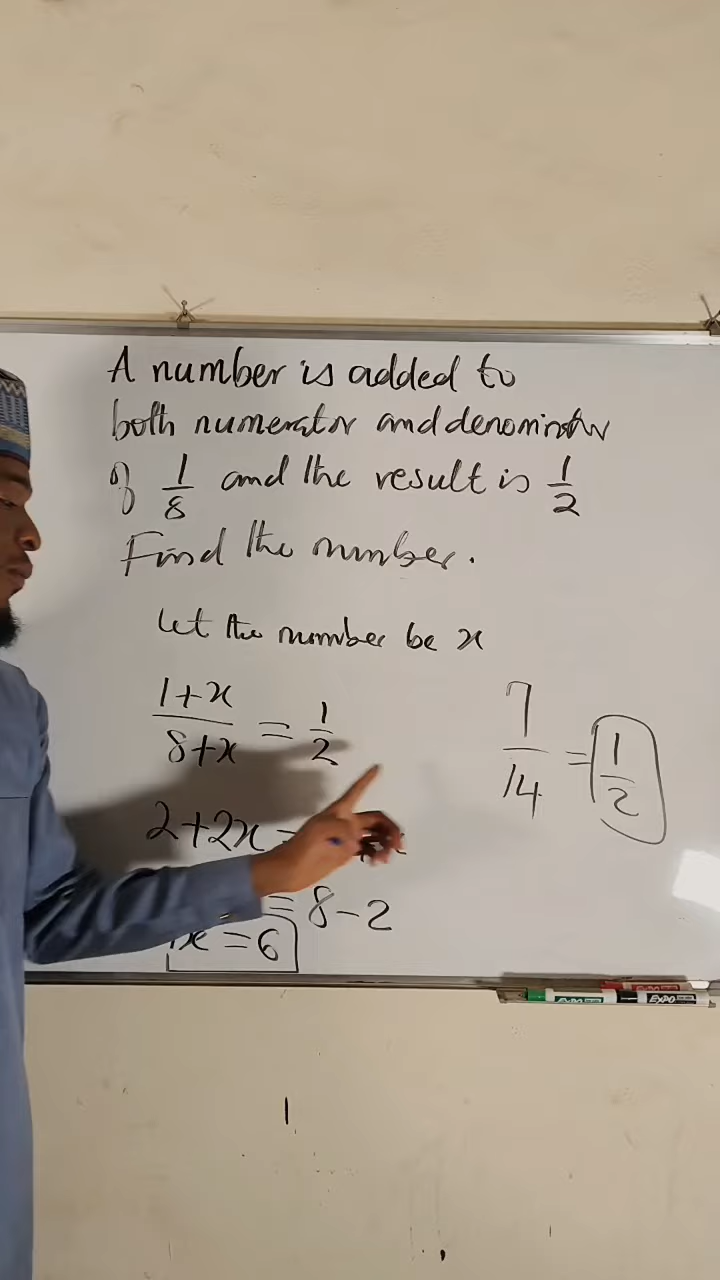 A number is added to
both numerator and denominator
of 1/8 and the result is 1/2
Find the number.
Let the number be x
(1+x)/(8+x) = 1/2
2+2x =
= 8-2
x = 6
7/14 = 1/2
EXPO